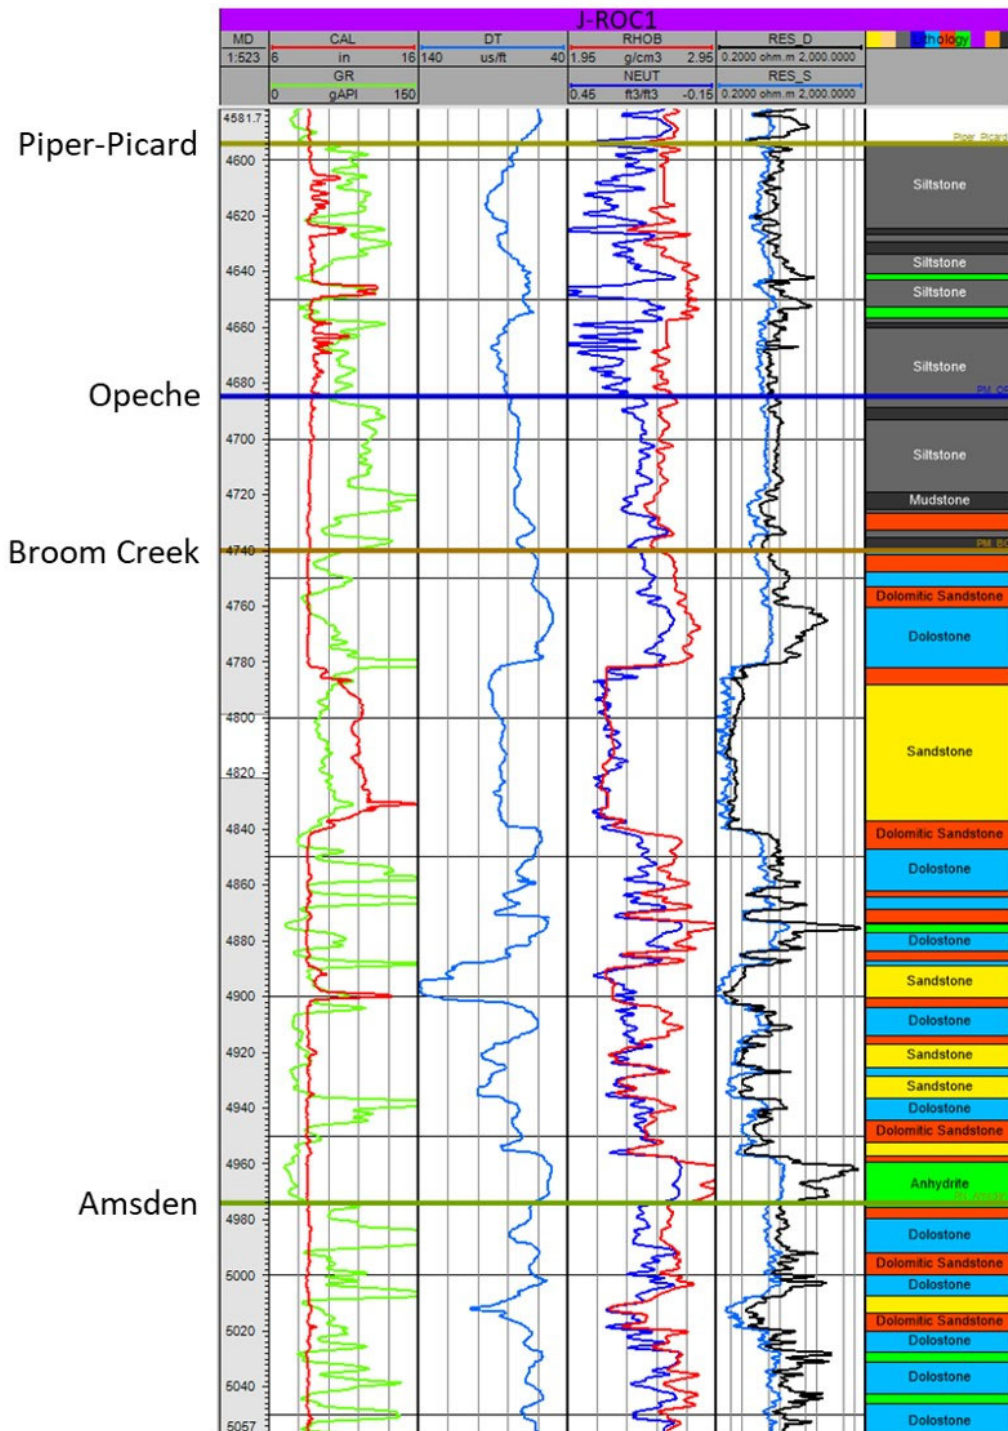 J-ROC1
MD CAL DT RHOB RES_D Lithology
1:523 6 in 16 140 us/ft 40 1.95 g/cm3 2.95 0.2000 ohm.m 2,000.0000
GR NEUT RES_S
0 gAPI 150 0.45 ft3/ft3 -0.15 0.2000 ohm.m 2,000.0000
4581.7
Piper-Picard Piper_Picard
4600
Siltstone
4620
Siltstone
4640
Siltstone
4660
Siltstone
4680
Opeche
4700
Siltstone
4720 Mudstone
Broom Creek 4740
Dolomitic Sandstone
4760
Dolostone
4780
4800
Sandstone
4820
4840 Dolomitic Sandstone
Dolostone
4860
4880 Dolostone
Sandstone
4900
Dolostone
4920 Sandstone
Sandstone
4940 Dolostone
Dolomitic Sandstone
4960
Anhydrite
Amsden
4980
Dolostone
Dolomitic Sandstone
5000
Dolostone
Dolomitic Sandstone
5020
Dolostone
Dolostone
5040
Dolostone
5057